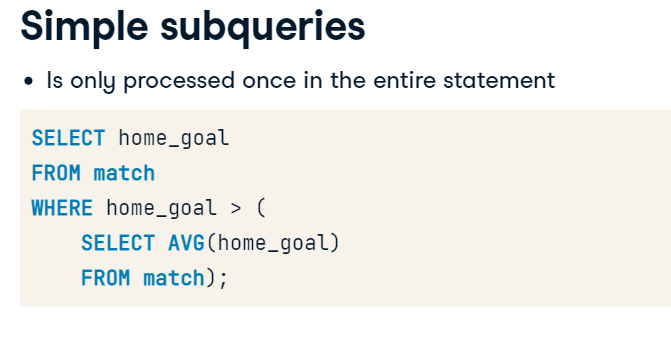 Simple subqueries
• Is only processed once in the entire statement
SELECT home_goal
FROM match
WHERE home_goal > (
    SELECT AVG(home_goal)
    FROM match);